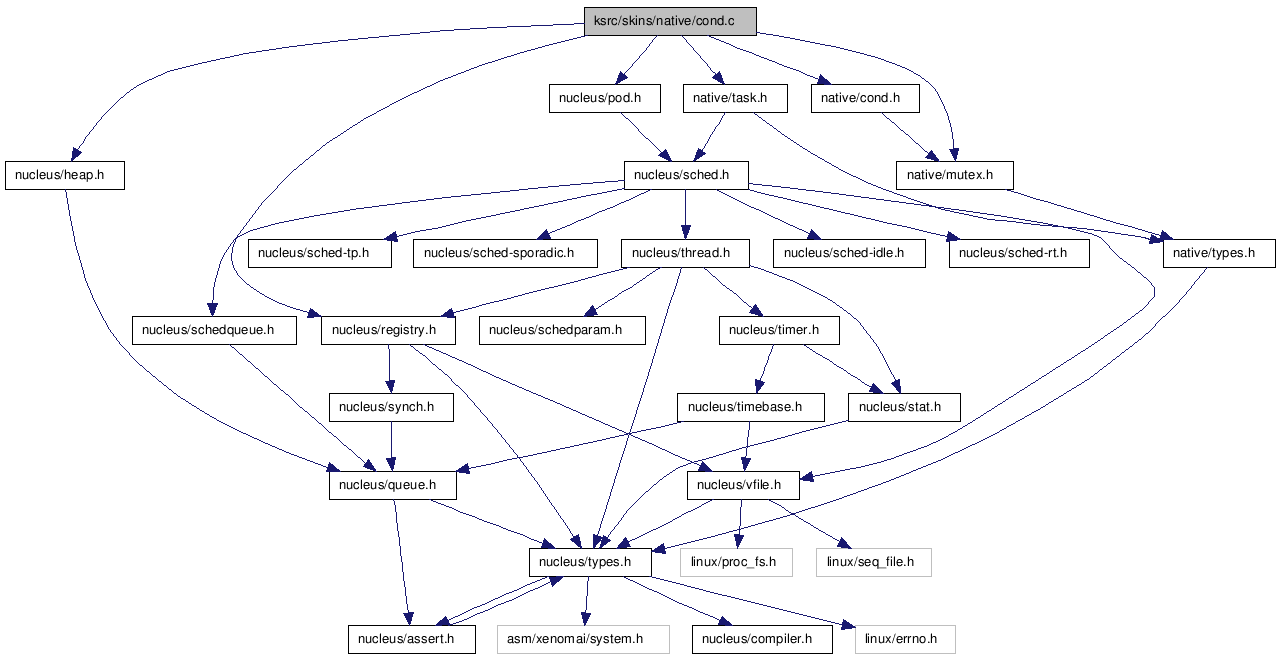 ksrc/skins/native/cond.c
nucleus/pod.h
native/task.h
native/cond.h
nucleus/heap.h
nucleus/sched.h
native/mutex.h
nucleus/sched-tp.h
nucleus/sched-sporadic.h
nucleus/thread.h
nucleus/sched-idle.h
nucleus/sched-rt.h
native/types.h
nucleus/schedqueue.h
nucleus/registry.h
nucleus/schedparam.h
nucleus/timer.h
nucleus/synch.h
nucleus/timebase.h
nucleus/stat.h
nucleus/queue.h
nucleus/vfile.h
nucleus/types.h
linux/proc_fs.h
linux/seq_file.h
nucleus/assert.h
asm/xenomai/system.h
nucleus/compiler.h
linux/errno.h